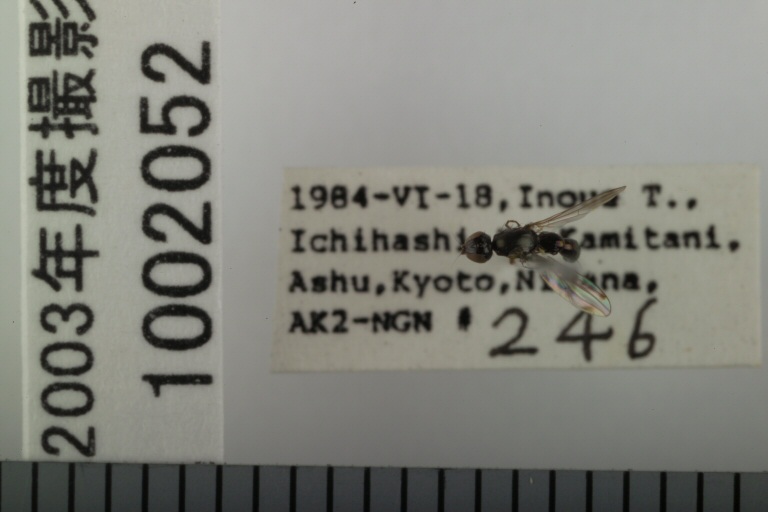 2003年度撮影
1002052
1984-VI-18, Inoue T.,
Ichihashi Kamitani,
Ashu, Kyoto,
AK2-NGN # 246